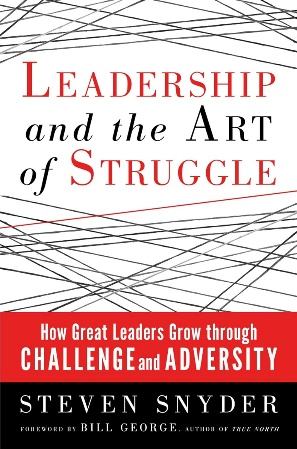 LEADERSHIP
and the ART
of STRUGGLE
How Great Leaders Grow through
CHALLENGE and ADVERSITY
STEVEN SNYDER
FOREWORD BY BILL GEORGE, AUTHOR OF TRUE NORTH